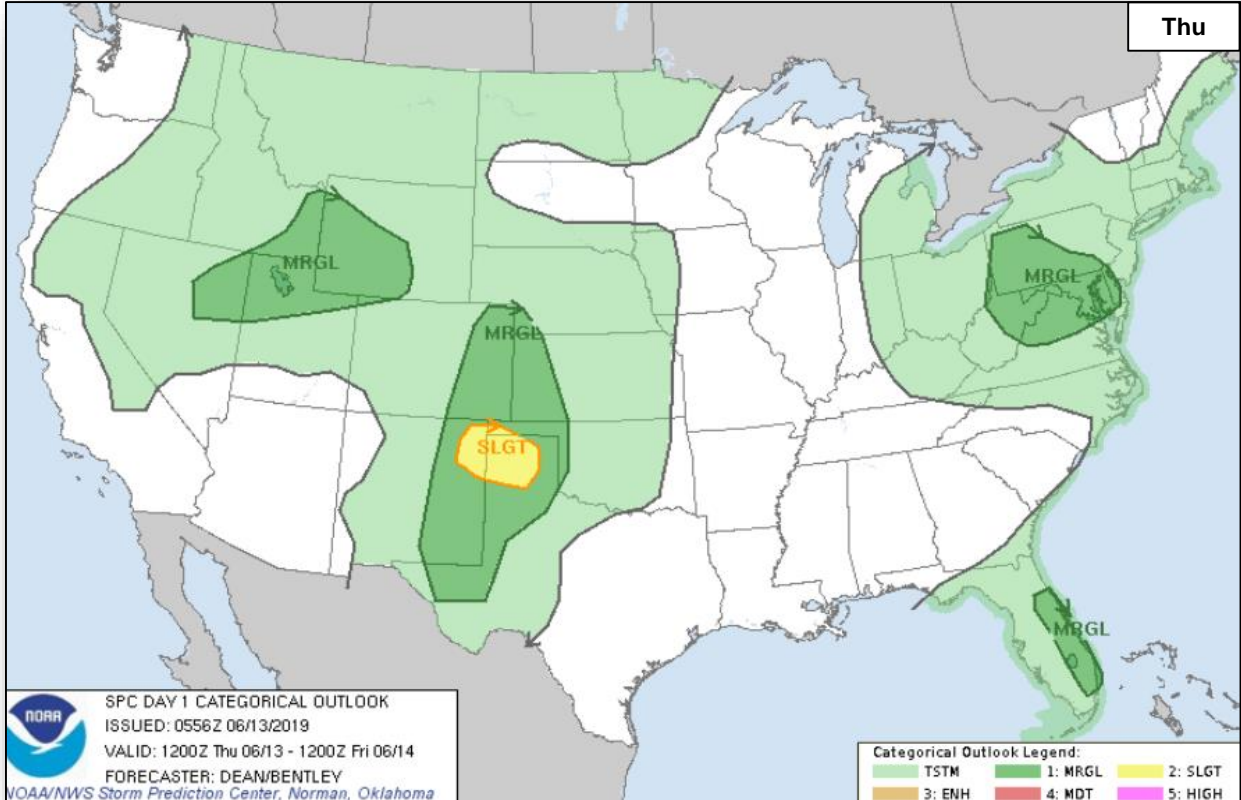 Thu
MRGL
MRGL
MRGL
SLGT
MRGL
NOAA
SPC DAY 1 CATEGORICAL OUTLOOK
ISSUED: 0556Z 06/13/2019
VALID: 1200Z Thu 06/13 - 1200Z Fri 06/14
FORECASTER: DEAN/BENTLEY
NOAA/NWS Storm Prediction Center, Norman, Oklahoma
Categorical Outlook Legend:
TSTM 1: MRGL 2: SLGT
3: ENH 4: MDT 5: HIGH